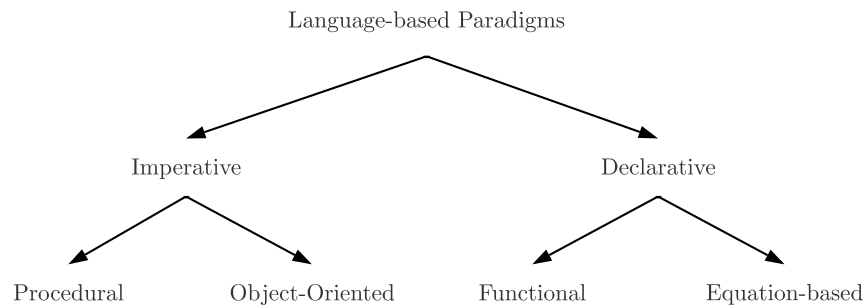 Language-based Paradigms
Imperative
Declarative
Procedural
Object-Oriented
Functional
Equation-based